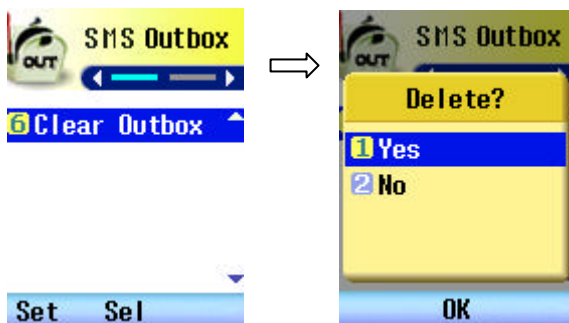 OUT
SMS Outbox
6 Clear Outbox
Set Sel
OUT
SMS Outbox
Delete?
1 Yes
2 No
OK